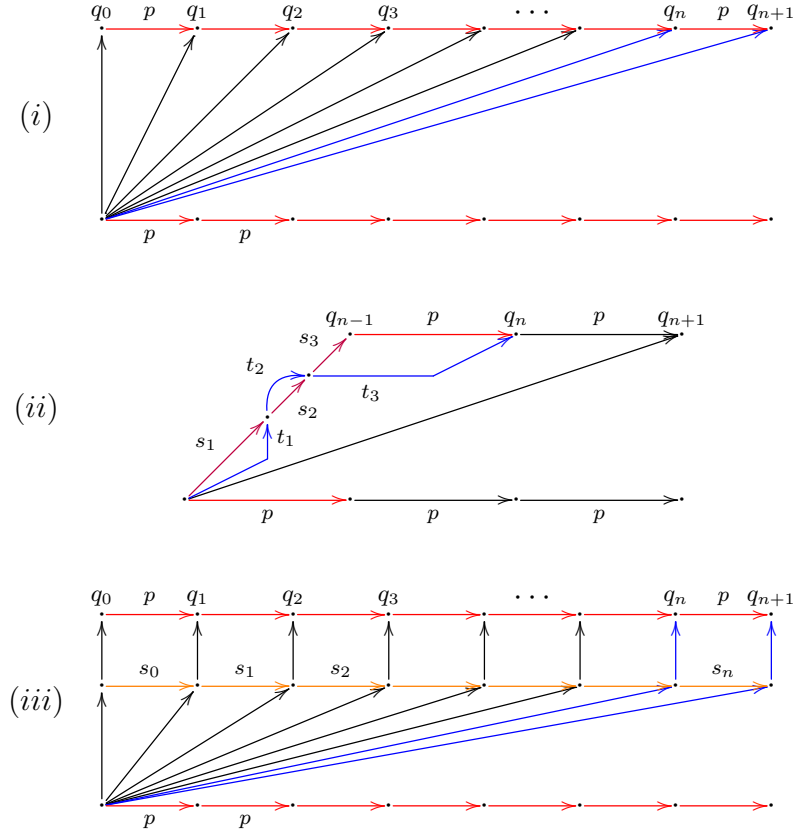 q₀ p q₁ q₂ q₃ ⋯ qₙ p qₙ₊₁
(i)
p p
qₙ₋₁ p qₙ p qₙ₊₁
s₃
t₂
t₃
(ii)
s₂
s₁ t₁
p p p
q₀ p q₁ q₂ q₃ ⋯ qₙ p qₙ₊₁
s₀ s₁ s₂ sₙ
(iii)
p p